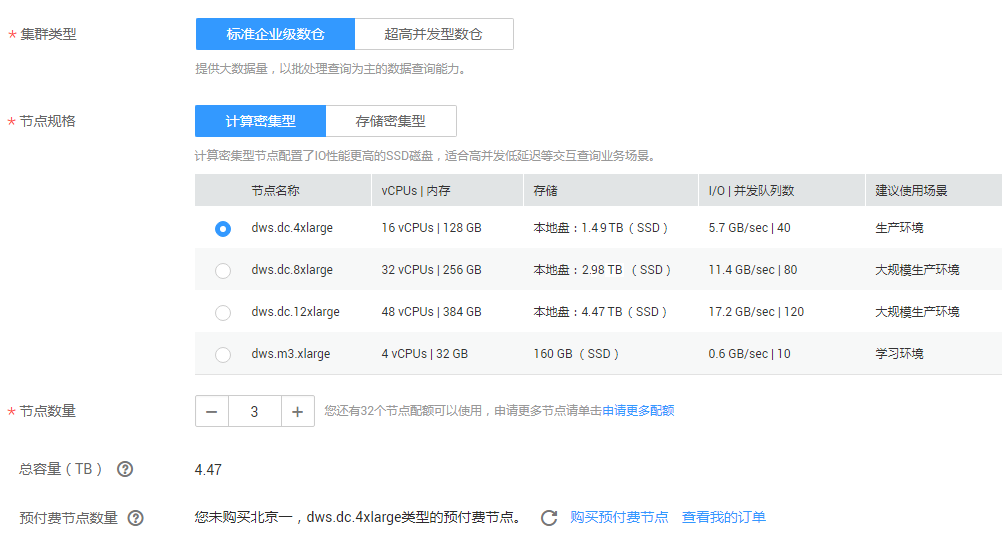 * 集群类型 标准企业级数仓 超高并发型数仓
提供大数据量，以批处理查询为主的数据查询能力。
* 节点规格 计算密集型 存储密集型
计算密集型节点配置了IO性能更高的SSD磁盘，适合高并发低延迟等交互查询业务场景。
节点名称 vCPUs | 内存 存储 I/O | 并发队列数 建议使用场景
dws.dc.4xlarge 16 vCPUs | 128 GB 本地盘：1.49 TB（SSD） 5.7 GB/sec | 40 生产环境
dws.dc.8xlarge 32 vCPUs | 256 GB 本地盘：2.98 TB （SSD） 11.4 GB/sec | 80 大规模生产环境
dws.dc.12xlarge 48 vCPUs | 384 GB 本地盘：4.47 TB（SSD） 17.2 GB/sec | 120 大规模生产环境
dws.m3.xlarge 4 vCPUs | 32 GB 160 GB （SSD） 0.6 GB/sec | 10 学习环境
* 节点数量 − 3 + 您还有32个节点配额可以使用，申请更多节点请单击申请更多配额
总容量（TB） ? 4.47
预付费节点数量 ? 您未购买北京一，dws.dc.4xlarge类型的预付费节点。 购买预付费节点 查看我的订单